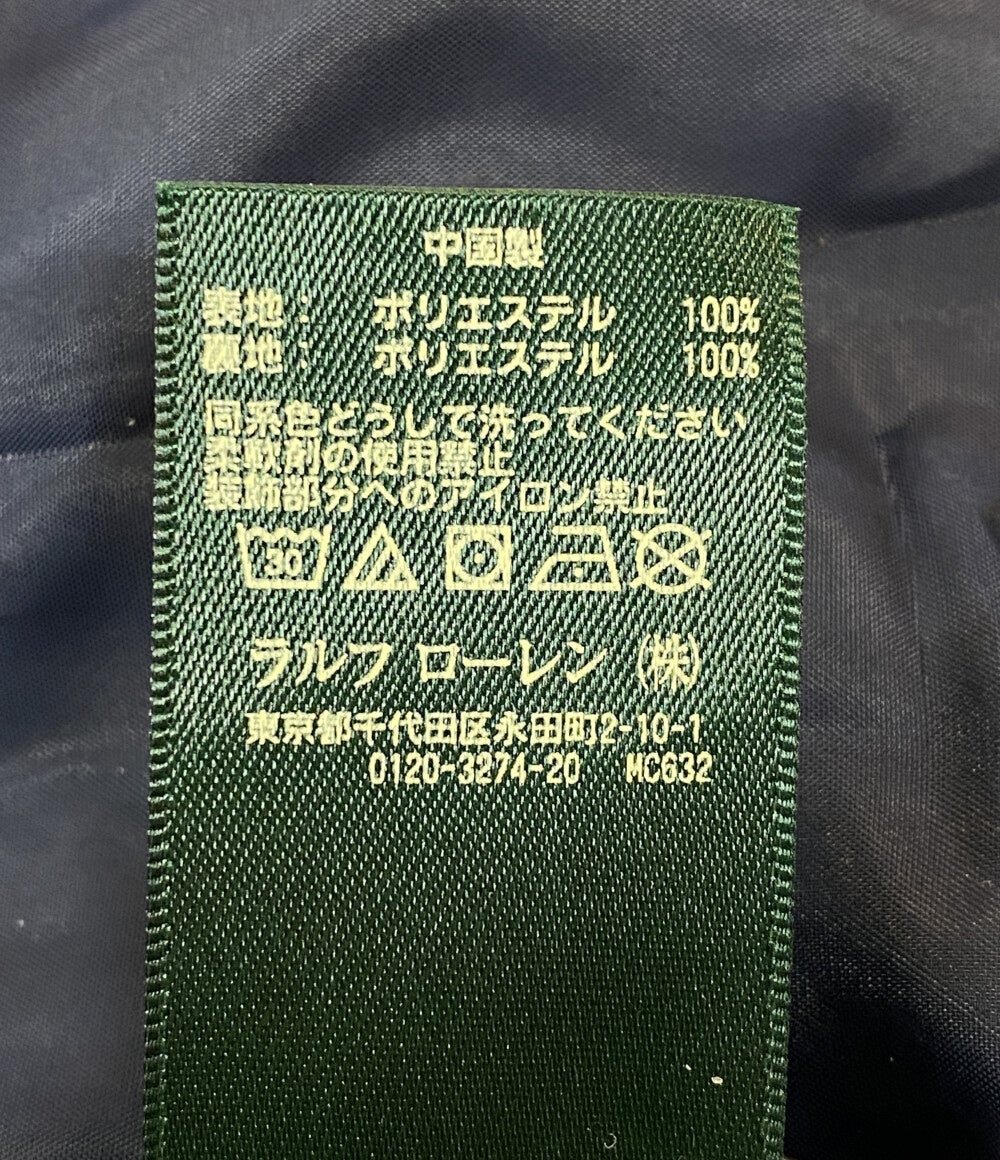 中国製
表地： ポリエステル 100%
裏地： ポリエステル 100%
同系色どうしで洗ってください
柔軟剤の使用禁止
装飾部分へのアイロン禁止
30
ラルフ ローレン (株)
東京都千代田区永田町2-10-1
0120-3274-20 MC632